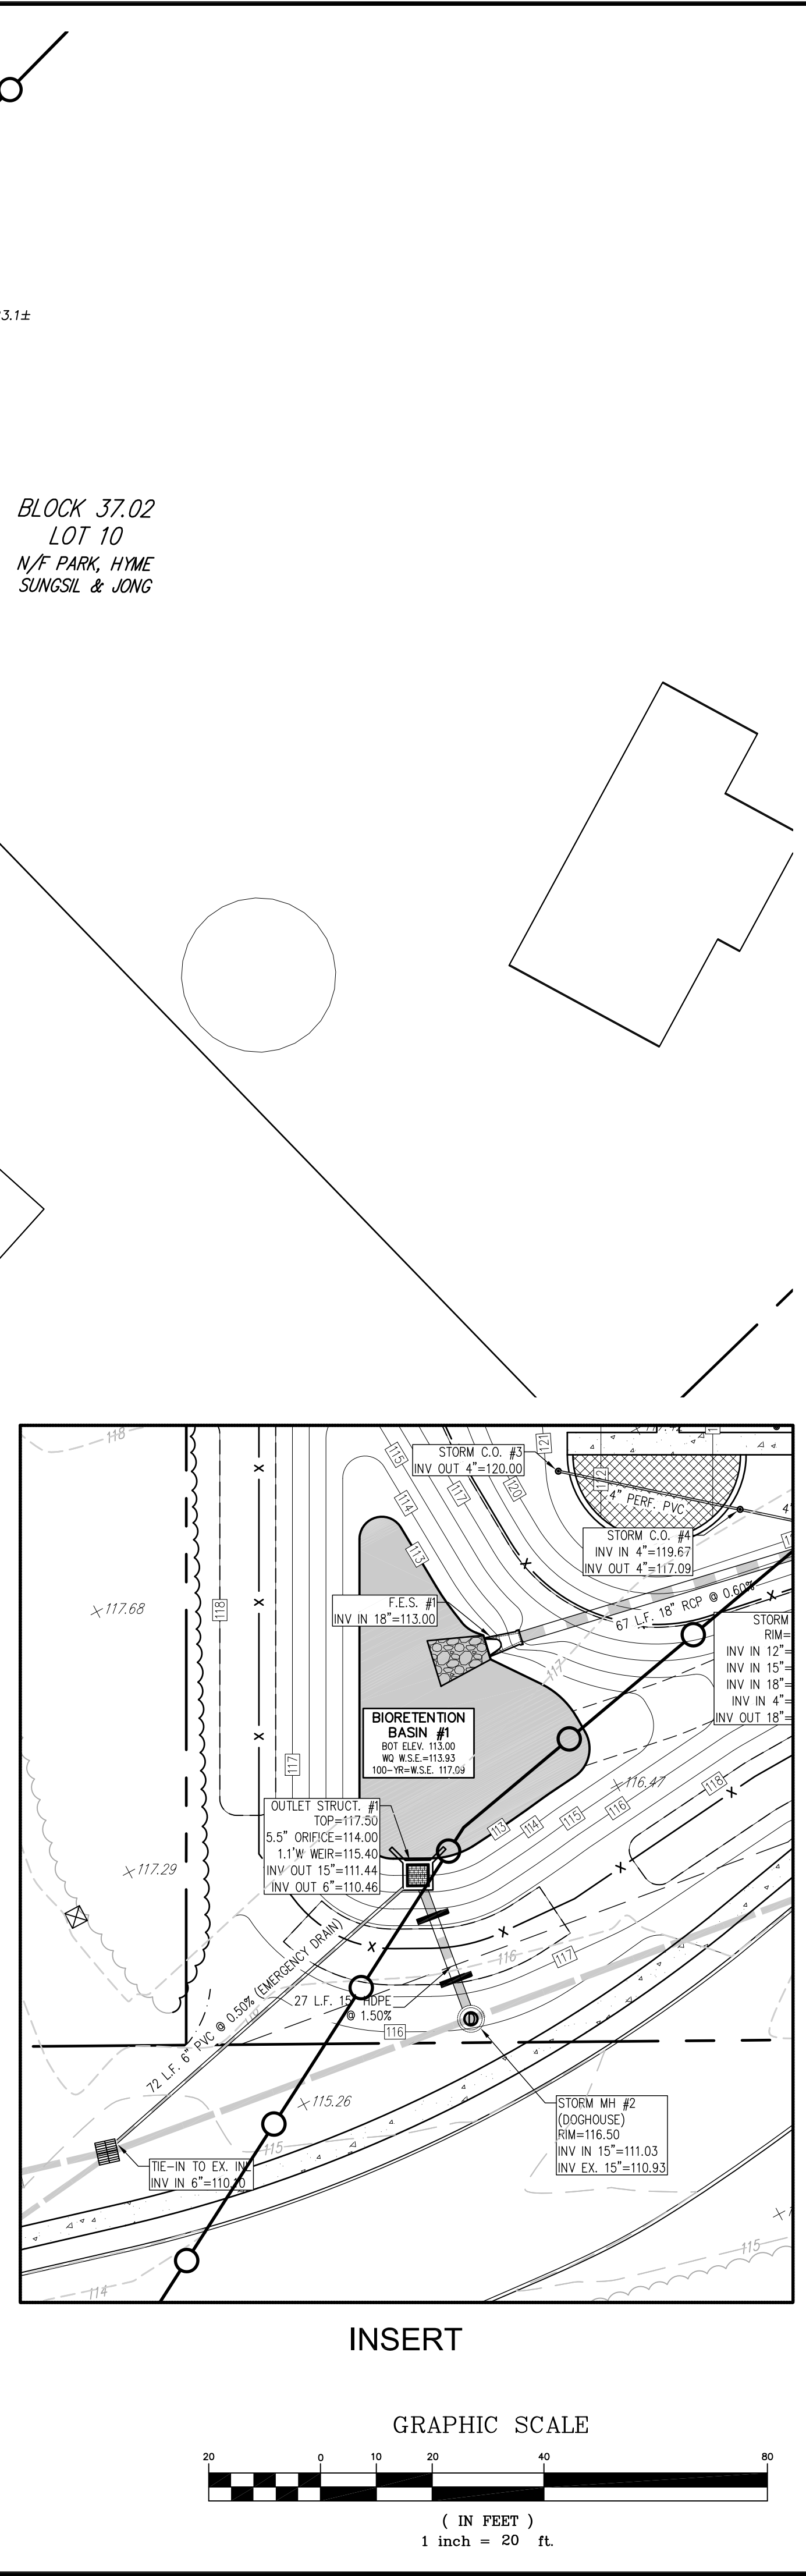 3.1±
BLOCK 37.02
LOT 10
N/F PARK, HYME
SUNGSIL & JONG
118
115
114
113
117
120
121
STORM C.O. #3
INV OUT 4"=120.00
4" PERF. PVC
4"
STORM C.O. #4
INV IN 4"=119.67
INV OUT 4"=117.09
×117.68
118
F.E.S. #1
INV IN 18"=113.00
67 L.F. 18" RCP @ 0.60%
STORM
RIM=
INV IN 12"=
INV IN 15"=
INV IN 18"=
INV IN 4"=
INV OUT 18"=
117
BIORETENTION
BASIN #1
BOT ELEV. 113.00
WQ W.S.E.=113.93
100-YR=W.S.E. 117.09
117
×116.47
118
116
115
114
113
OUTLET STRUCT. #1
TOP=117.50
5.5" ORIFICE=114.00
1.1'W WEIR=115.40
INV OUT 15"=111.44
INV OUT 6"=110.46
×117.29
72 L.F. 6" PVC @ 0.50% (EMERGENCY DRAIN)
116
117
27 L.F. 15" HDPE
@ 1.50%
116
×115.26
115
STORM MH #2
(DOGHOUSE)
RIM=116.50
INV IN 15"=111.03
INV EX. 15"=110.93
TIE-IN TO EX. INL
INV IN 6"=110.10
114
115
INSERT
GRAPHIC SCALE
20 0 10 20 40 80
( IN FEET )
1 inch = 20 ft.